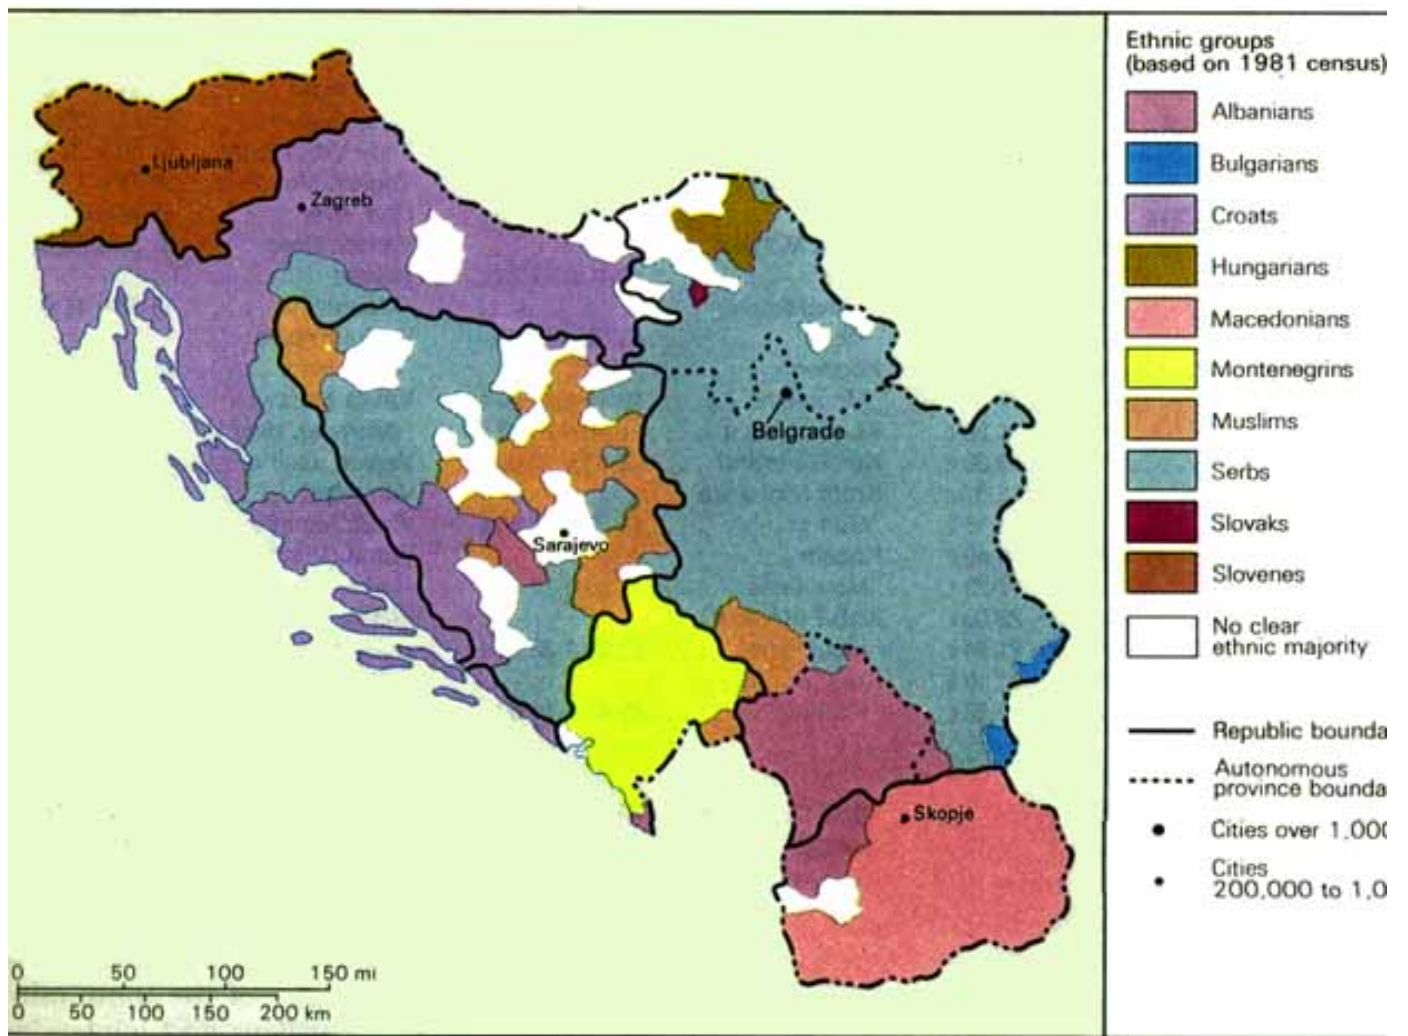 Ljubljana
Zagreb
Belgrade
Sarajevo
Skopje
0 50 100 150 mi
0 50 100 150 200 km
Ethnic groups
(based on 1981 census)
Albanians
Bulgarians
Croats
Hungarians
Macedonians
Montenegrins
Muslims
Serbs
Slovaks
Slovenes
No clear
ethnic majority
Republic bounda
Autonomous
province bounda
Cities over 1,000
Cities
200,000 to 1,0